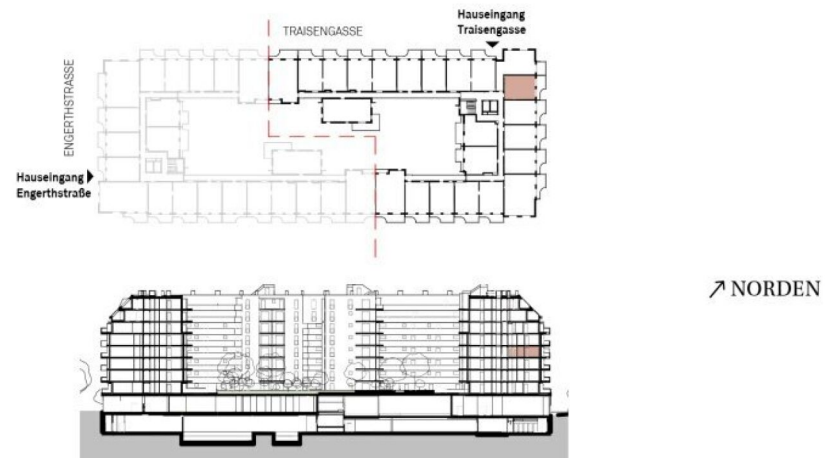 Hauseingang
Traisengasse
TRAISENGASSE
ENGERTHSTRASSE
Hauseingang
Engerthstraße
↗ NORDEN